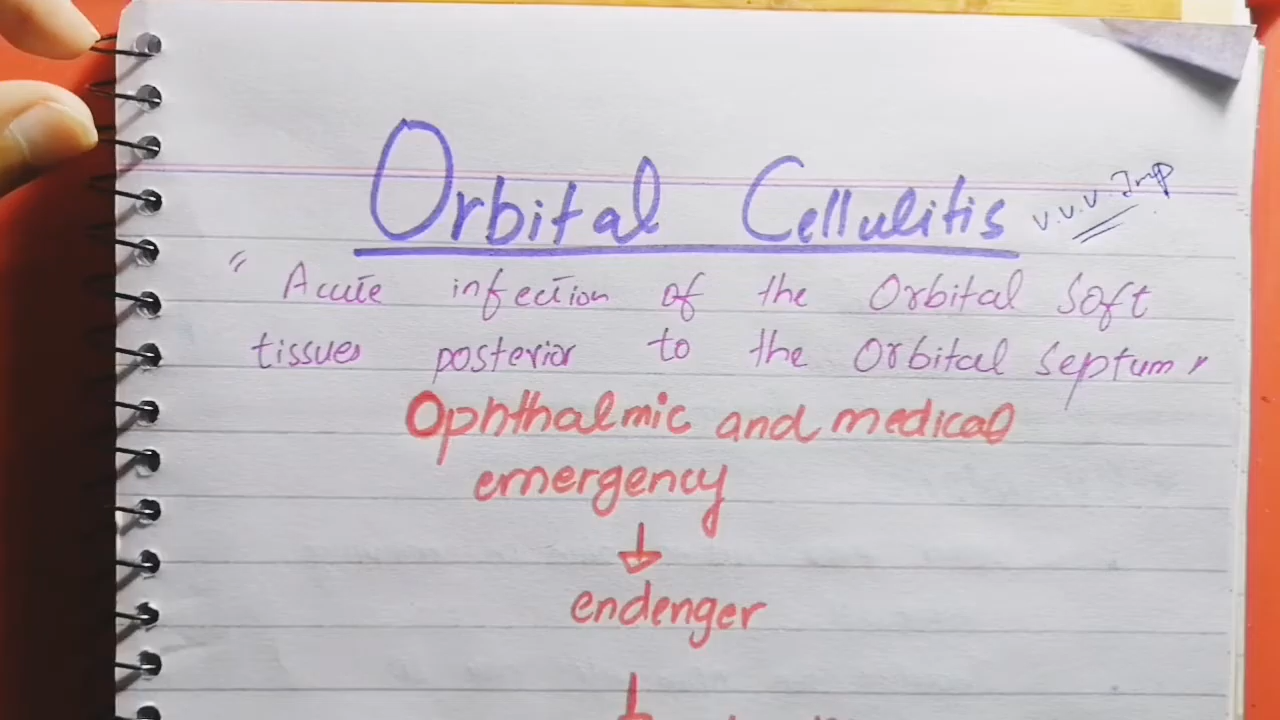 Orbital Cellulitis v.v.v. Imp
" Acute infection of the Orbital Soft
tissues posterior to the Orbital Septum "
Ophthalmic and medical
emergency
↓
endenger
↓